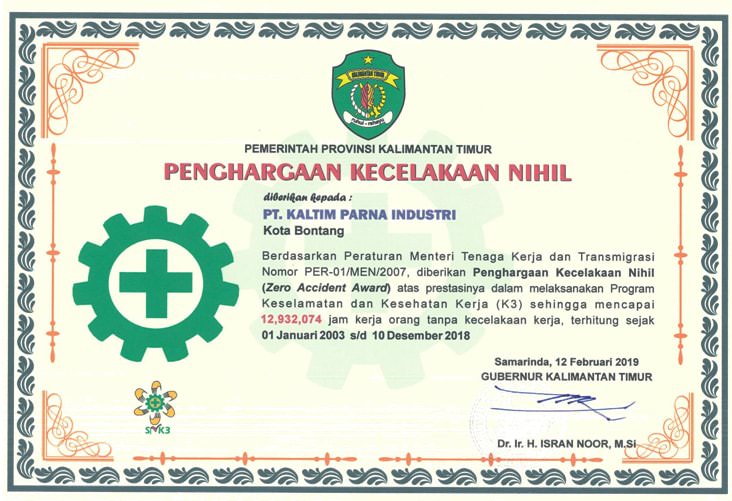 KALIMANTAN TIMUR
PEMERINTAH PROVINSI KALIMANTAN TIMUR
PENGHARGAAN KECELAKAAN NIHIL
diberikan kepada :
PT. KALTIM PARNA INDUSTRI
Kota Bontang
Berdasarkan Peraturan Menteri Tenaga Kerja dan Transmigrasi
Nomor PER-01/MEN/2007, diberikan Penghargaan Kecelakaan Nihil
(Zero Accident Award) atas prestasinya dalam melaksanakan Program
Keselamatan dan Kesehatan Kerja (K3) sehingga mencapai
12,932,074 jam kerja orang tanpa kecelakaan kerja, terhitung sejak
01 Januari 2003 s/d 10 Desember 2018
Samarinda, 12 Februari 2019
GUBERNUR KALIMANTAN TIMUR
Dr. Ir. H. ISRAN NOOR, M.Si